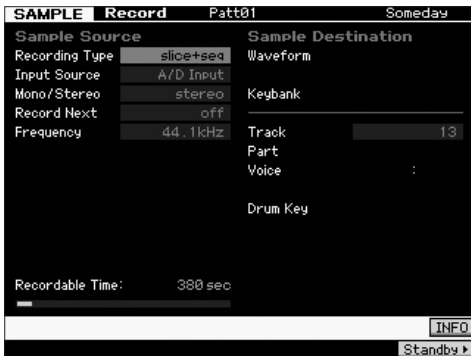 SAMPLE Record Patt01 Someday
Sample Source
Recording Type slice+seq
Input Source A/D Input
Mono/Stereo stereo
Record Next off
Frequency 44.1kHz
Recordable Time: 380 sec
Sample Destination
Waveform
Keybank
Track 13
Part
Voice :
Drum Key
INFO
Standby